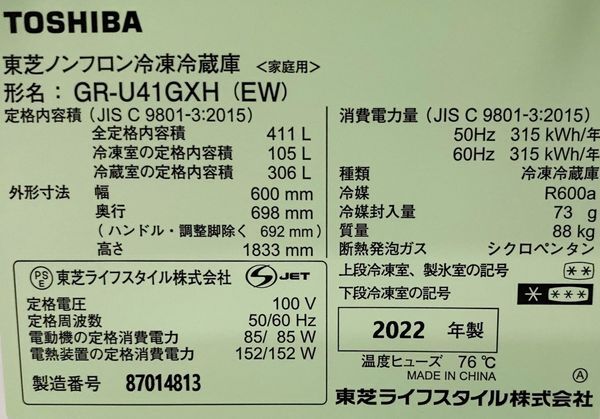 TOSHIBA
東芝ノンフロン冷凍冷蔵庫 <家庭用>
形名：GR-U41GXH (EW)
定格内容積 (JIS C 9801-3:2015)
全定格内容積 411 L
冷凍室の定格内容積 105 L
冷蔵室の定格内容積 306 L
外形寸法 幅 600 mm
奥行 698 mm
(ハンドル・調整脚除く 692 mm)
高さ 1833 mm
PSE 東芝ライフスタイル株式会社 JET
定格電圧 100 V
定格周波数 50/60 Hz
電動機の定格消費電力 85/ 85 W
電熱装置の定格消費電力 152/152 W
製造番号 87014813
消費電力量 (JIS C 9801-3:2015)
50Hz 315 kWh/年
60Hz 315 kWh/年
種類 冷凍冷蔵庫
冷媒 R600a
冷媒封入量 73 g
質量 88 kg
断熱発泡ガス シクロペンタン
上段冷凍室、製氷室の記号 **
下段冷凍室の記号 * ***
2022 年製
温度ヒューズ 76℃
MADE IN CHINA Ⓐ
東芝ライフスタイル株式会社